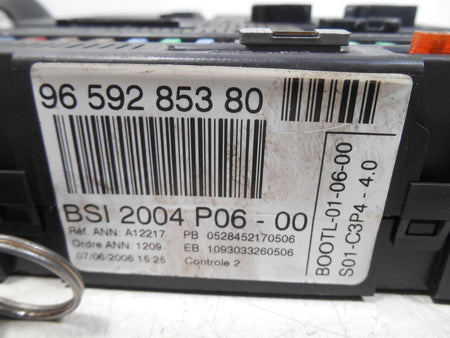 96 592 853 80
BSI 2004 P06 - 00
Réf. ANN: A12217 PB 0528452170506
Ordre ANN: 1209 EB 1093033260506
07/06/2006 15:25 Controle 2
BOOTL-01-06-00
S01-C3P4 - 4.0